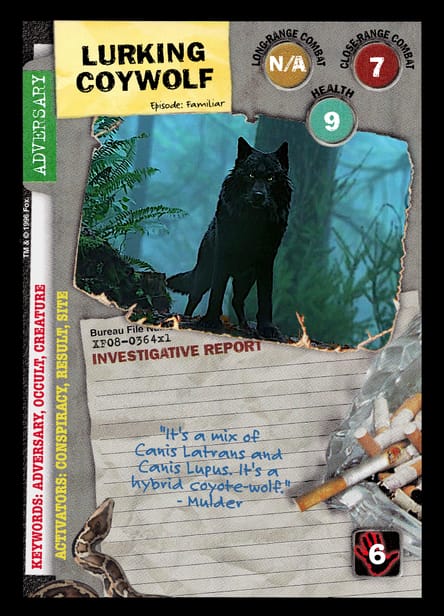 LURKING
COYWOLF
Episode: Familiar
LONG-RANGE COMBAT
N/A
CLOSE-RANGE COMBAT
7
HEALTH
9
ADVERSARY
TM & © 1996 Fox.
KEYWORDS: ADVERSARY, OCCULT, CREATURE
ACTIVATORS: CONSPIRACY, RESULT, SITE
Bureau File
XF08-0364x1
INVESTIGATIVE REPORT
"It's a mix of
Canis Latrans and
Canis Lupus. It's a
hybrid coyote-wolf."
- Mulder
6